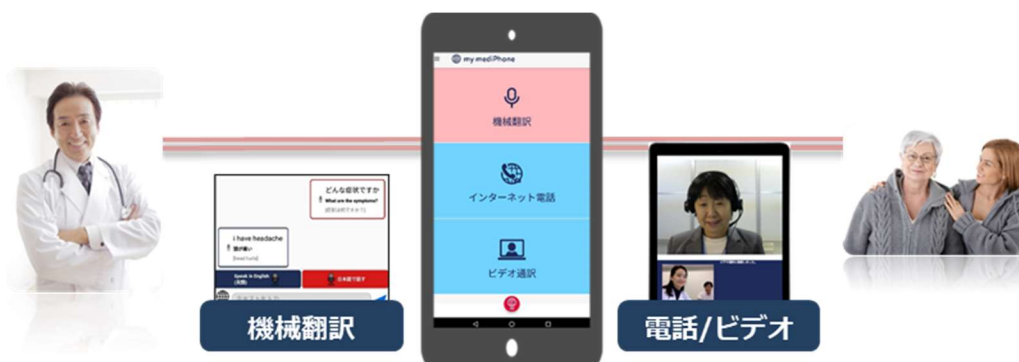 my mediPhone
機械翻訳
インターネット電話
ビデオ通訳
どんな症状ですか
What are the symptoms?
i have headache
頭が痛い
Speak in English
日本語で話す
機械翻訳
電話/ビデオ